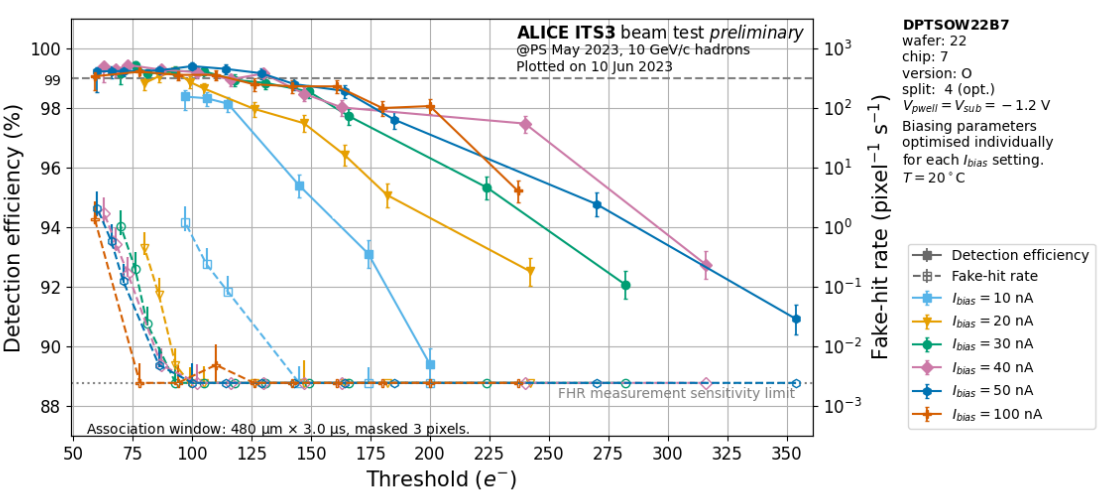 ALICE ITS3 beam test preliminary
@PS May 2023, 10 GeV/c hadrons
Plotted on 10 Jun 2023
Detection efficiency (%)
100
99
98
96
94
92
90
88
10³
10²
10¹
10⁰
10⁻¹
10⁻²
10⁻³
Fake-hit rate (pixel⁻¹ s⁻¹)
FHR measurement sensitivity limit
Association window: 480 μm × 3.0 μs, masked 3 pixels.
50 75 100 125 150 175 200 225 250 275 300 325 350
Threshold (e⁻)
DPTSOW22B7
wafer: 22
chip: 7
version: O
split: 4 (opt.)
V_pwell = V_sub = −1.2 V
Biasing parameters
optimised individually
for each I_bias setting.
T = 20 °C
Detection efficiency
Fake-hit rate
I_bias = 10 nA
I_bias = 20 nA
I_bias = 30 nA
I_bias = 40 nA
I_bias = 50 nA
I_bias = 100 nA